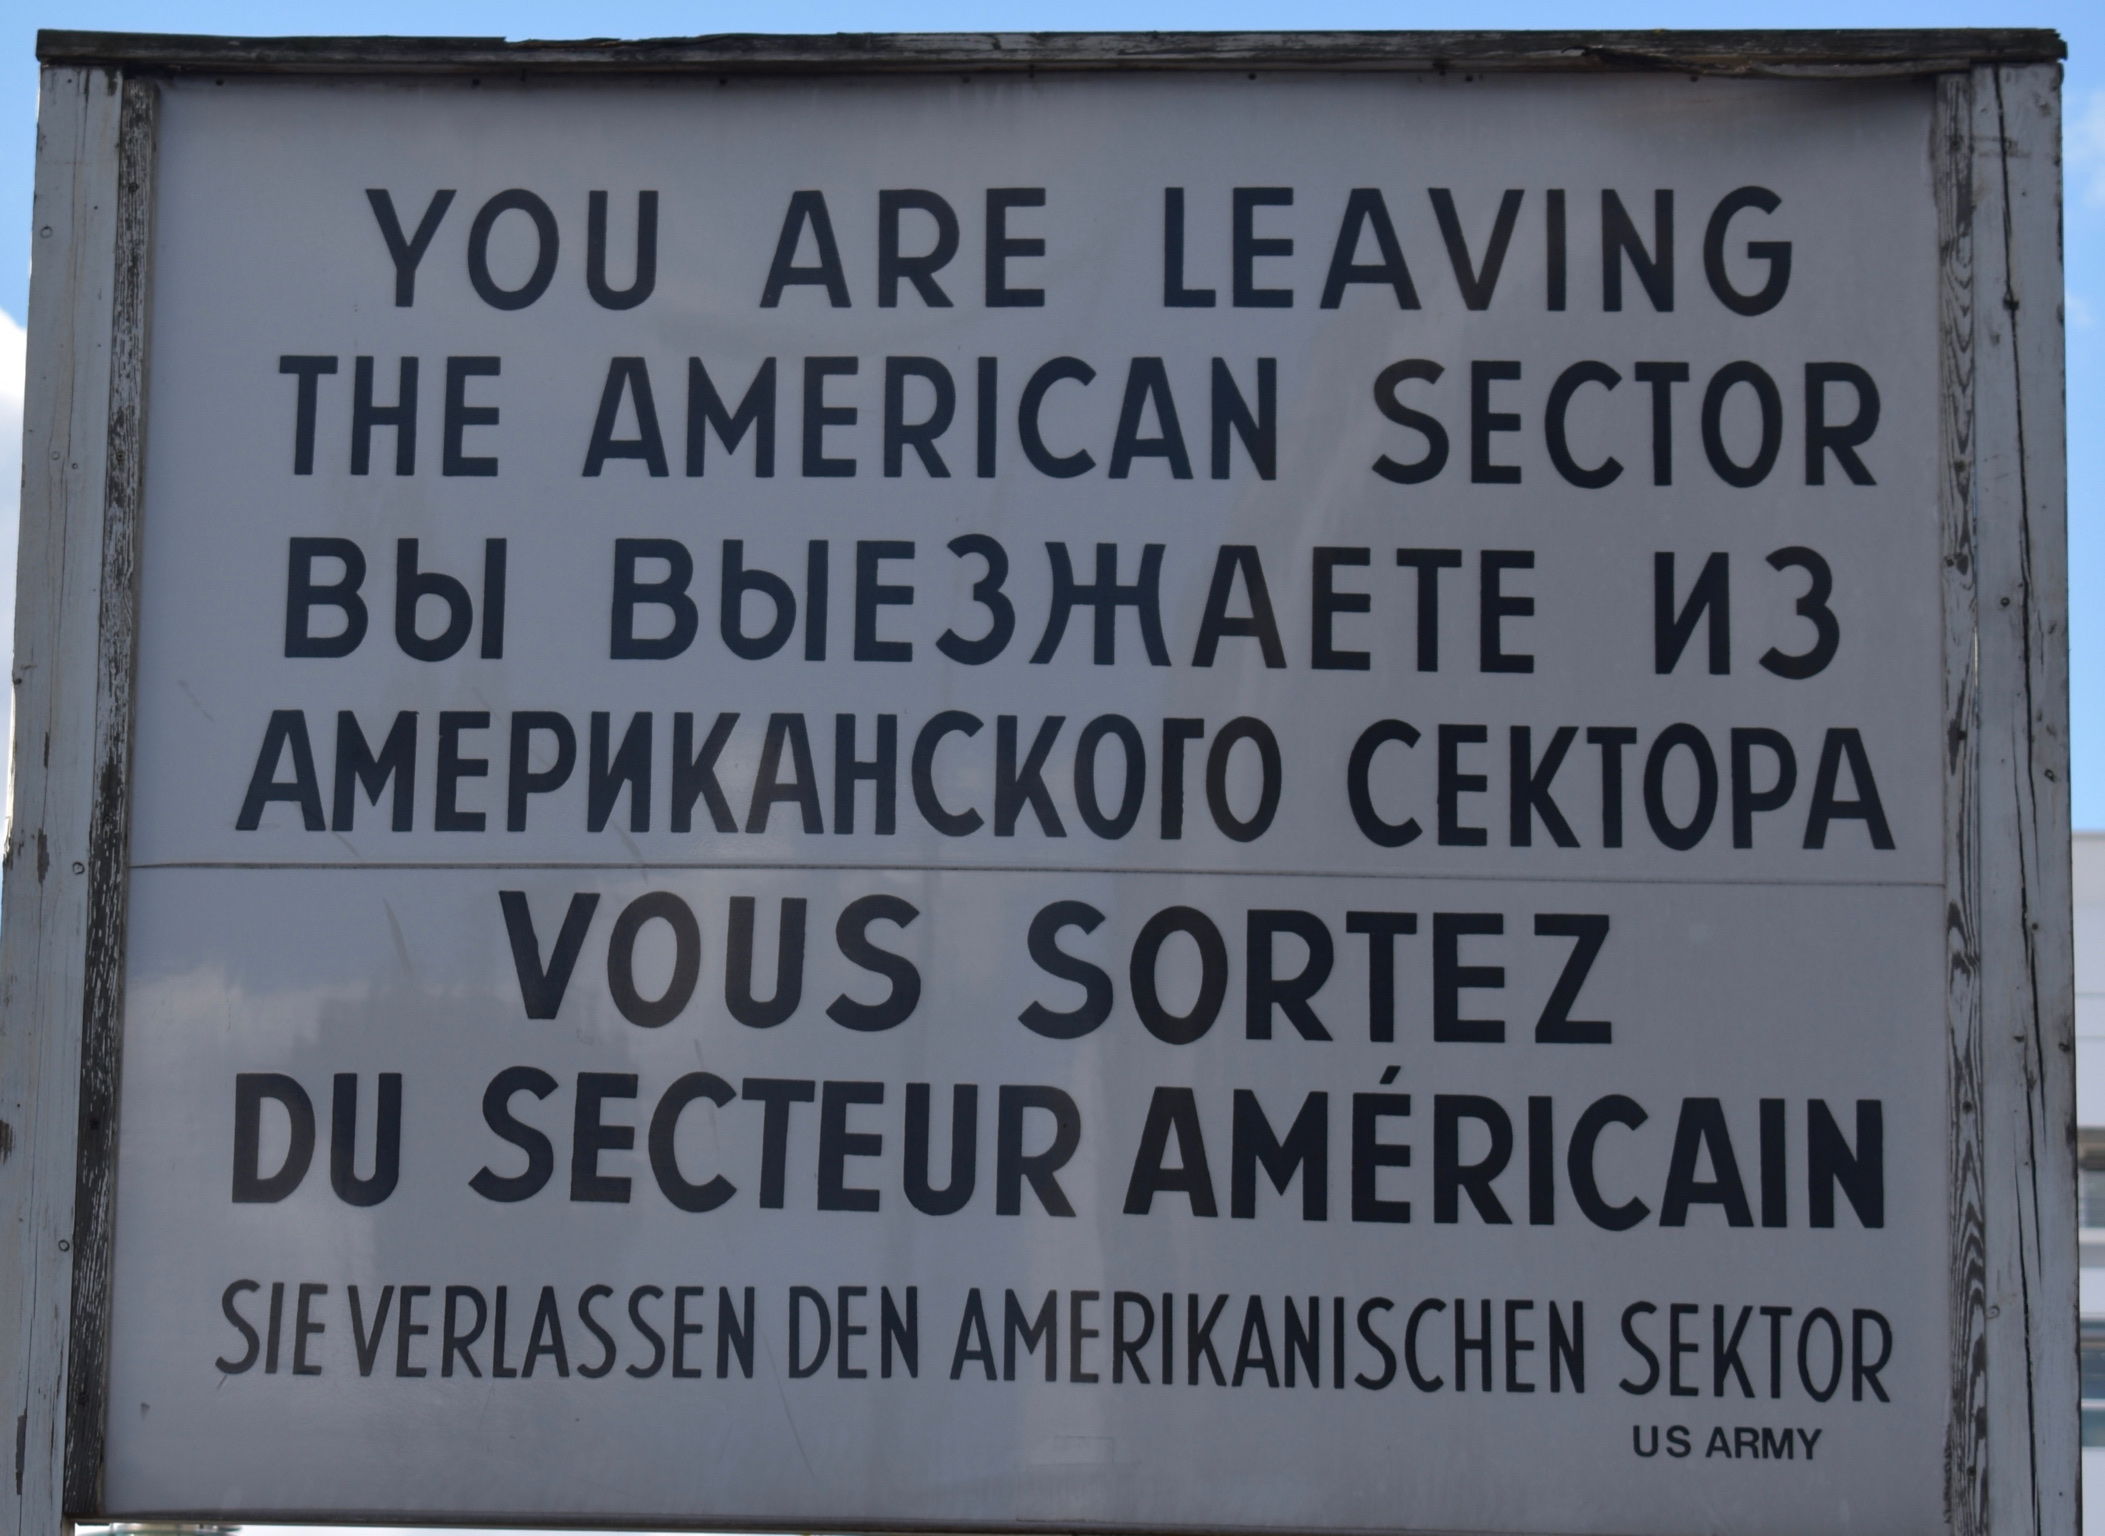 YOU ARE LEAVING
THE AMERICAN SECTOR
ВЫ ВЫЕЗЖАЕТЕ ИЗ
АМЕРИКАНСКОГО СЕКТОРА
VOUS SORTEZ
DU SECTEUR AMÉRICAIN
SIE VERLASSEN DEN AMERIKANISCHEN SEKTOR
US ARMY